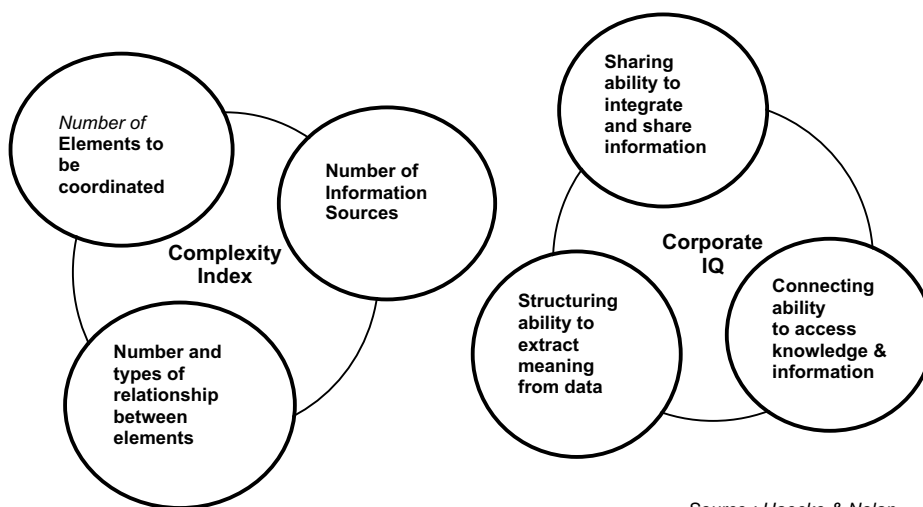 Number of
Elements to
be
coordinated
Number of
Information
Sources
Complexity
Index
Number and
types of
relationship
between
elements
Sharing
ability to
integrate
and share
information
Corporate
IQ
Structuring
ability to
extract
meaning
from data
Connecting
ability
to access
knowledge &
information